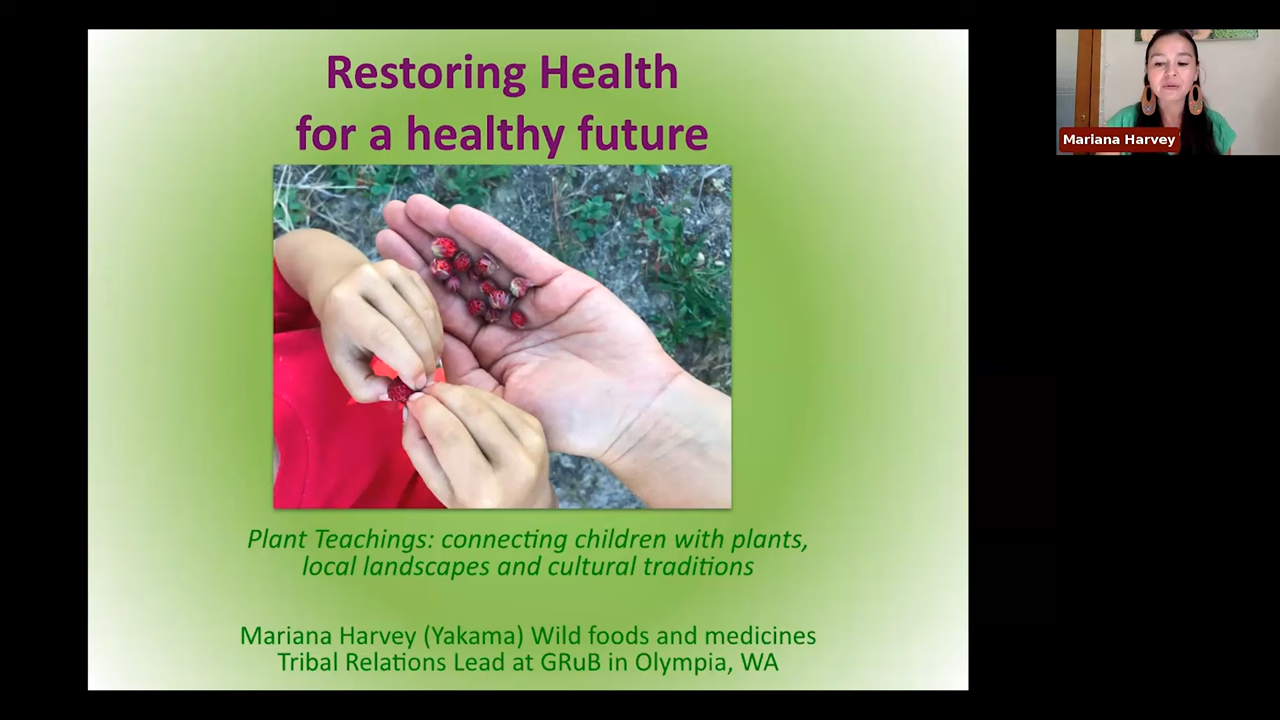 Restoring Health
for a healthy future
Plant Teachings: connecting children with plants,
local landscapes and cultural traditions
Mariana Harvey (Yakama) Wild foods and medicines
Tribal Relations Lead at GRuB in Olympia, WA
Mariana Harvey